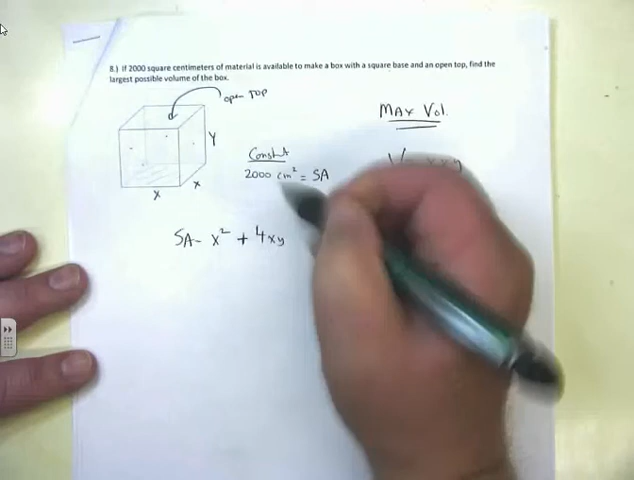 8.) If 2000 square centimeters of material is available to make a box with a square base and an open top, find the
largest possible volume of the box.
open TOP
MAX Vol.
Y
Const
2000 cm² = SA
x
x
SA- x² + 4xy